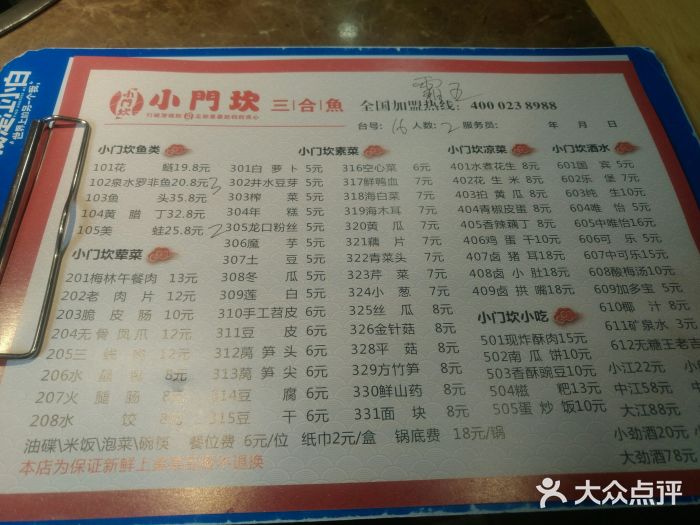 小门坎
小門坎 三合魚 全国加盟热线：400 023 8988
霸王
台号：16 人数：2 服务员： 年 月 日
小门坎鱼类
101花 鲢19.8元
102泉水罗非鱼20.8元 3
103鱼 头35.8元
104黄 腊 丁32.8元
105美 蛙25.8元 2
小门坎荤菜
201梅林午餐肉 13元
202老 肉 片 12元
203脆 皮 肠 10元
204无 骨 凤 爪 12元
205三 线 12元
206水 8元
207火 腿 肠 8元
208水 饺 8元
小门坎素菜
301白 萝 卜 5元
302井水豆芽 5元
303榨 菜 5元
304年 糕 5元
305龙口粉丝 5元
306魔 芋 5元
307土 豆 5元
308冬 瓜 5元
309莲 白 5元
310手工苕皮 6元
311豆 皮 6元
312莴 笋 头 6元
313莴 笋 尖 6元
314豆 腐 6元
315豆 干 6元
316空心菜 6元
317鲜鸭血 7元
318海白菜 7元
319海木耳 7元
320黄 瓜 7元
321藕 片 7元
322青菜头 7元
323芹 菜 7元
324小 葱 7元
325丝 瓜 8元
326金针菇 8元
328平 菇 8元
329方竹笋 8元
330鲜山药 8元
331面 块 8元
小门坎凉菜
401水煮花生 8元
402花 生 米 8元
403拍 黄 瓜 8元
404青椒皮蛋 8元
405香辣藕丁 8元
406鸡 蛋 干10元
407卤 猪 耳18元
408卤 小 肚18元
409卤 拱 嘴18元
小门坎小吃
501现炸酥肉15元
502南 瓜 饼10元
503香酥豌豆10元
504糍 粑13元
505蛋 炒 饭10元
小门坎酒水
601国 宾 5元
602乐 堡 7元
603纯 生10元
604唯 怡 5元
605中唯怡16元
606可 乐 5元
607中可乐15元
608酸梅汤10元
609加多宝 5元
610椰 汁 8元
611矿泉水 3元
612无糖王老吉
小江22元 小
中江58元
大江88元
小劲酒20元 小
大劲酒78元
油碟\米饭\泡菜\碗筷 餐位费 6元/位 纸巾2元/盒 锅底费 18元/锅
本店为保证新鲜上桌 不退换
大众点评